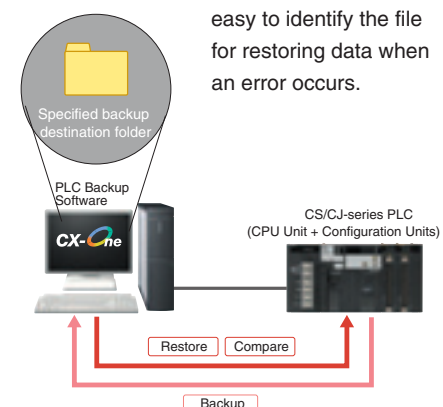 easy to identify the file
for restoring data when
an error occurs.
Specified backup
destination folder
PLC Backup
Software
CX-One
CS/CJ-series PLC
(CPU Unit + Configuration Units)
Restore
Compare
Backup